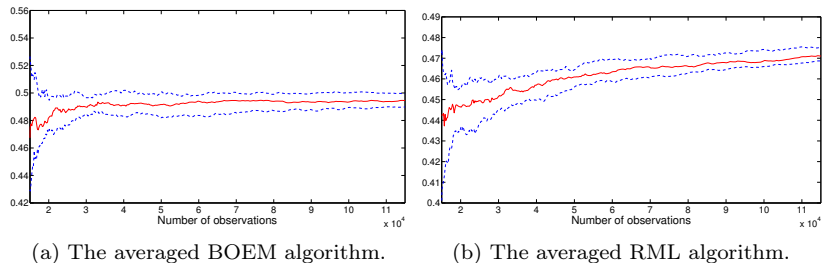 0.56
0.54
0.52
0.5
0.48
0.46
0.44
0.42
2 3 4 5 6 7 8 9 10 11
Number of observations
x 10^4
(a) The averaged BOEM algorithm.
0.49
0.48
0.47
0.46
0.45
0.44
0.43
0.42
0.41
0.4
2 3 4 5 6 7 8 9 10 11
Number of observations
x 10^4
(b) The averaged RML algorithm.